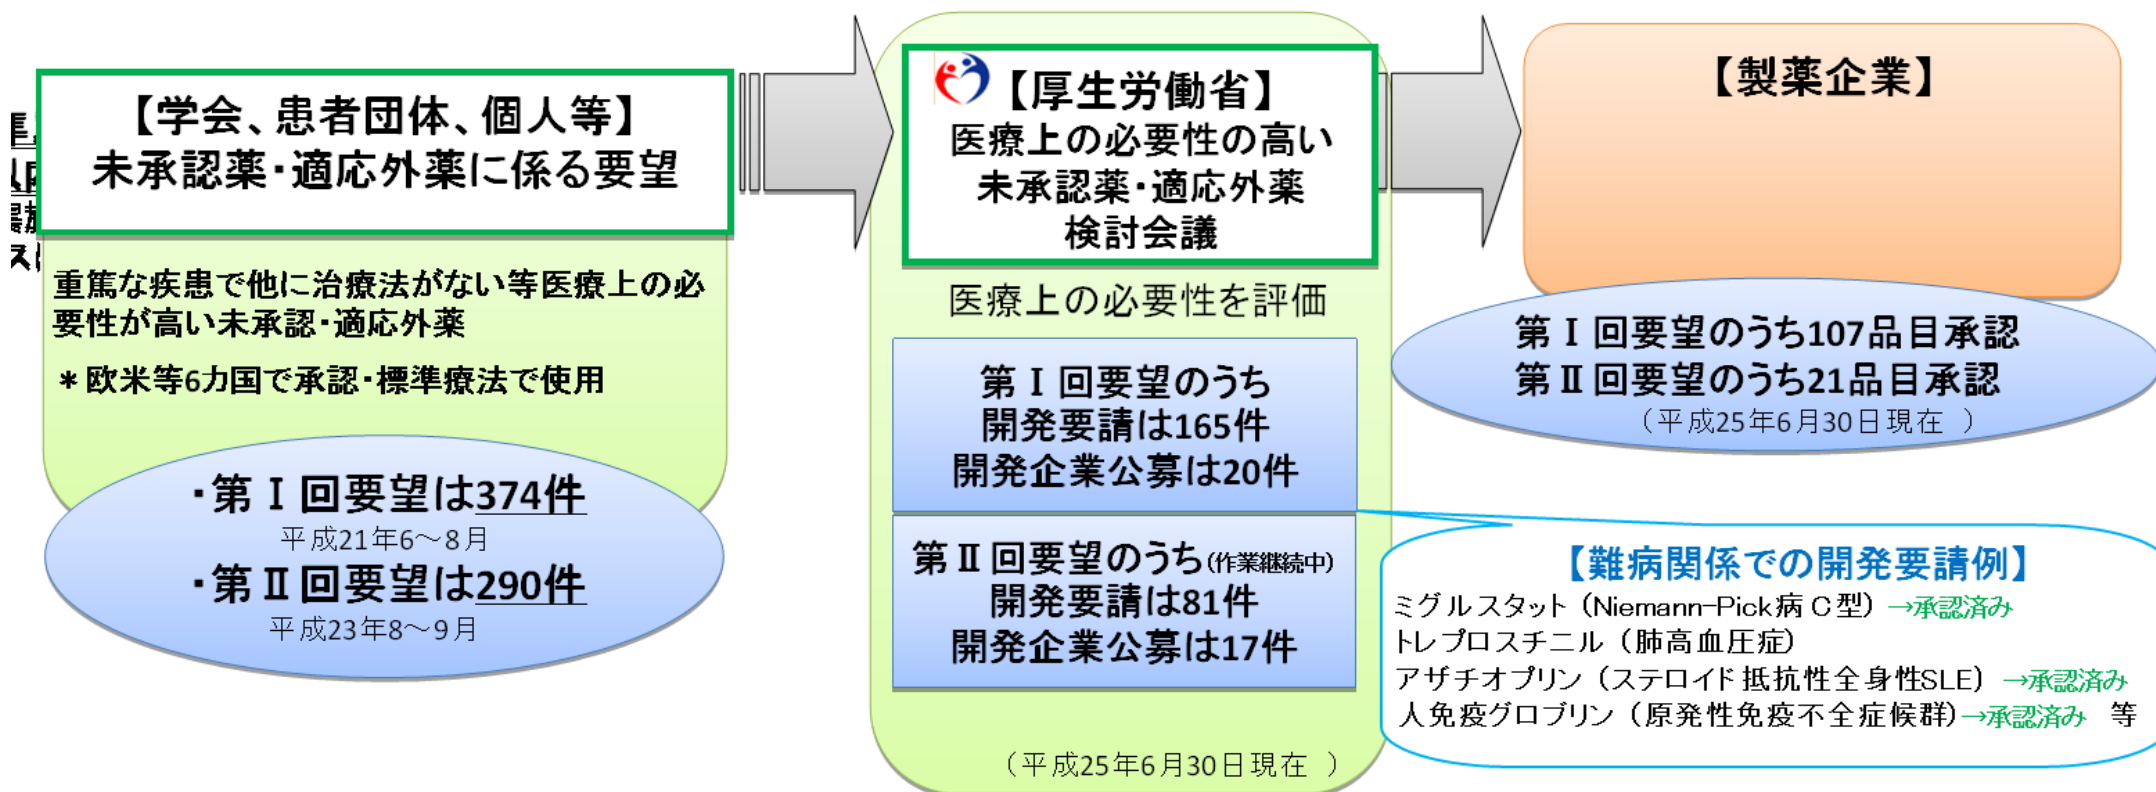 【学会、患者団体、個人等】
未承認薬・適応外薬に係る要望
重篤な疾患で他に治療法がない等医療上の必
要性が高い未承認・適応外薬
＊欧米等6カ国で承認・標準療法で使用
・第Ⅰ回要望は374件
平成21年6～8月
・第Ⅱ回要望は290件
平成23年8～9月
【厚生労働省】
医療上の必要性の高い
未承認薬・適応外薬
検討会議
医療上の必要性を評価
第Ⅰ回要望のうち
開発要請は165件
開発企業公募は20件
第Ⅱ回要望のうち(作業継続中)
開発要請は81件
開発企業公募は17件
（平成25年6月30日現在 ）
【製薬企業】
第Ⅰ回要望のうち107品目承認
第Ⅱ回要望のうち21品目承認
（平成25年6月30日現在 ）
【難病関係での開発要請例】
ミグルスタット（Niemann-Pick病Ｃ型）→承認済み
トレプロスチニル（肺高血圧症）
アザチオプリン（ステロイド抵抗性全身性SLE）→承認済み
人免疫グロブリン（原発性免疫不全症候群）→承認済み 等